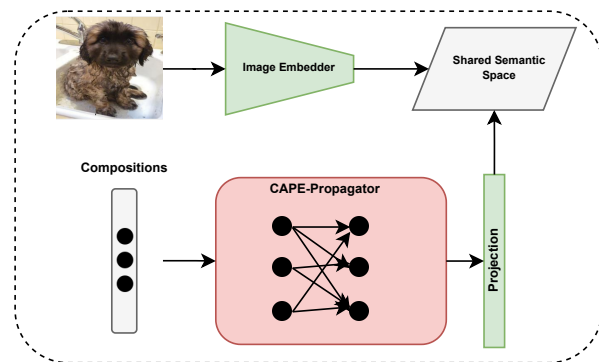 Image Embedder
Shared Semantic
Space
Compositions
CAPE-Propagator
Projection